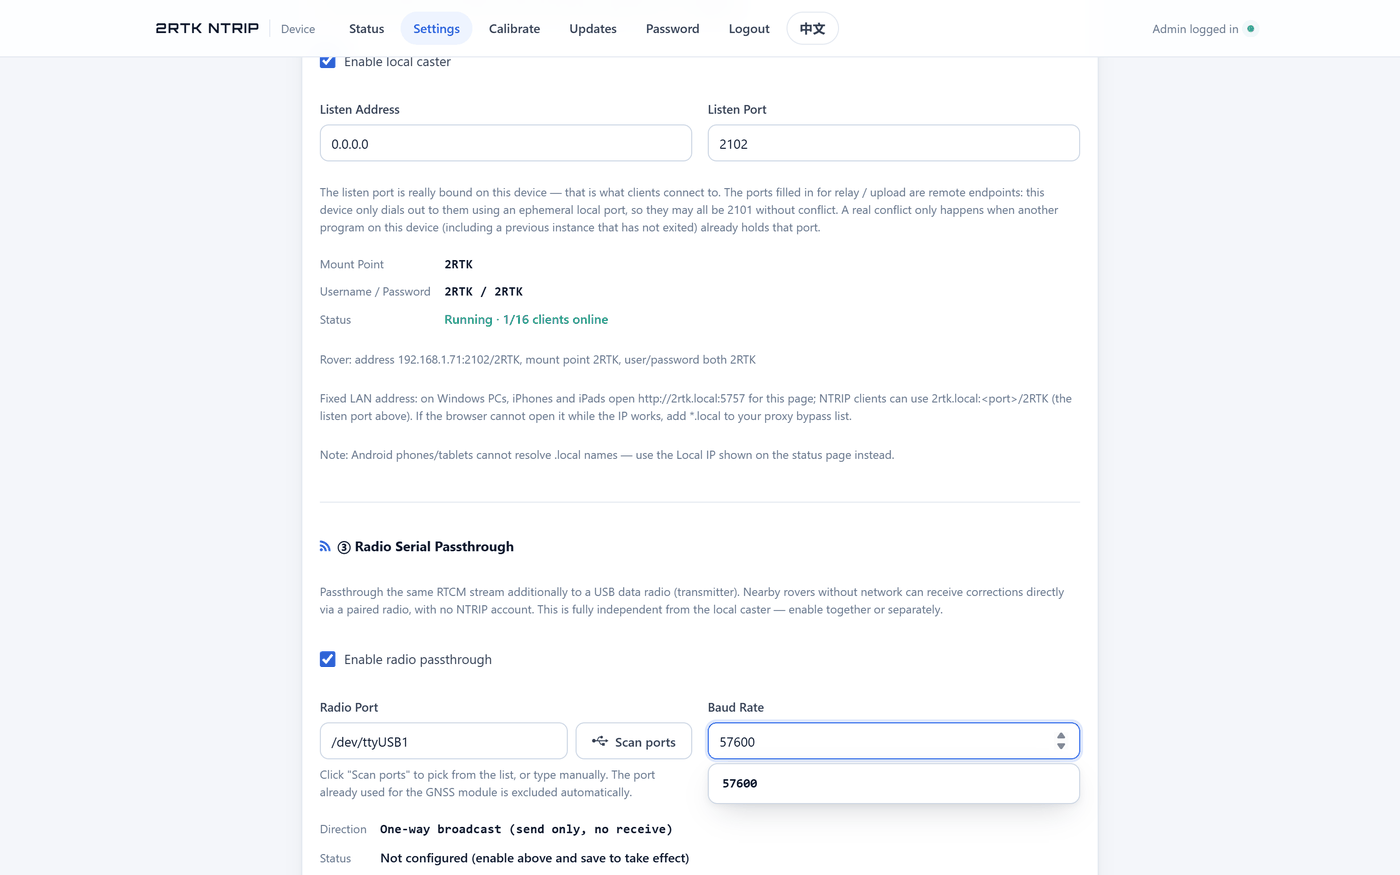 2RTK NTRIP
Device
Status
Settings
Calibrate
Updates
Password
Logout
中文
Admin logged in
Enable local caster
Listen Address
Listen Port
0.0.0.0
2102
The listen port is really bound on this device — that is what clients connect to. The ports filled in for relay / upload are remote endpoints: this
device only dials out to them using an ephemeral local port, so they may all be 2101 without conflict. A real conflict only happens when another
program on this device (including a previous instance that has not exited) already holds that port.
Mount Point 2RTK
Username / Password 2RTK / 2RTK
Status Running · 1/16 clients online
Rover: address 192.168.1.71:2102/2RTK, mount point 2RTK, user/password both 2RTK
Fixed LAN address: on Windows PCs, iPhones and iPads open http://2rtk.local:5757 for this page; NTRIP clients can use 2rtk.local:<port>/2RTK (the
listen port above). If the browser cannot open it while the IP works, add *.local to your proxy bypass list.
Note: Android phones/tablets cannot resolve .local names — use the Local IP shown on the status page instead.
③ Radio Serial Passthrough
Passthrough the same RTCM stream additionally to a USB data radio (transmitter). Nearby rovers without network can receive corrections directly
via a paired radio, with no NTRIP account. This is fully independent from the local caster — enable together or separately.
Enable radio passthrough
Radio Port
Baud Rate
/dev/ttyUSB1
Scan ports
57600
Click "Scan ports" to pick from the list, or type manually. The port
already used for the GNSS module is excluded automatically.
57600
Direction One-way broadcast (send only, no receive)
Status Not configured (enable above and save to take effect)